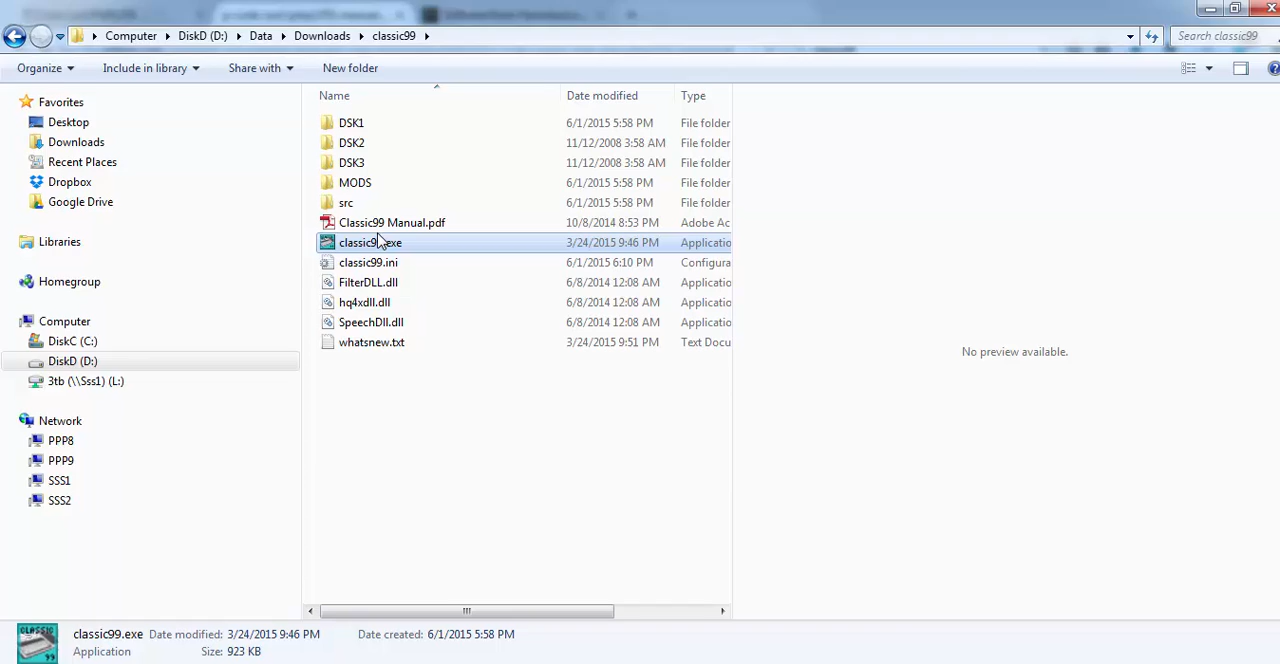 Computer DiskD (D:) Data Downloads classic99 Search classic99
Organize Include in library Share with New folder
Favorites
Desktop
Downloads
Recent Places
Dropbox
Google Drive
Libraries
Homegroup
Computer
DiskC (C:)
DiskD (D:)
3tb (\\Sss1) (L:)
Network
PPP8
PPP9
SSS1
SSS2
Name Date modified Type
DSK1 6/1/2015 5:58 PM File folder
DSK2 11/12/2008 3:58 AM File folder
DSK3 11/12/2008 3:58 AM File folder
MODS 6/1/2015 5:58 PM File folder
src 6/1/2015 5:58 PM File folder
Classic99 Manual.pdf 10/8/2014 8:53 PM Adobe Ac
classic99.exe 3/24/2015 9:46 PM Applicatio
classic99.ini 6/1/2015 6:10 PM Configura
FilterDLL.dll 6/8/2014 12:08 AM Applicatio
hq4xdll.dll 6/8/2014 12:08 AM Applicatio
SpeechDll.dll 6/8/2014 12:08 AM Applicatio
whatsnew.txt 3/24/2015 9:51 PM Text Docu
No preview available.
CLASSIC
99
classic99.exe Date modified: 3/24/2015 9:46 PM Date created: 6/1/2015 5:58 PM
Application Size: 923 KB